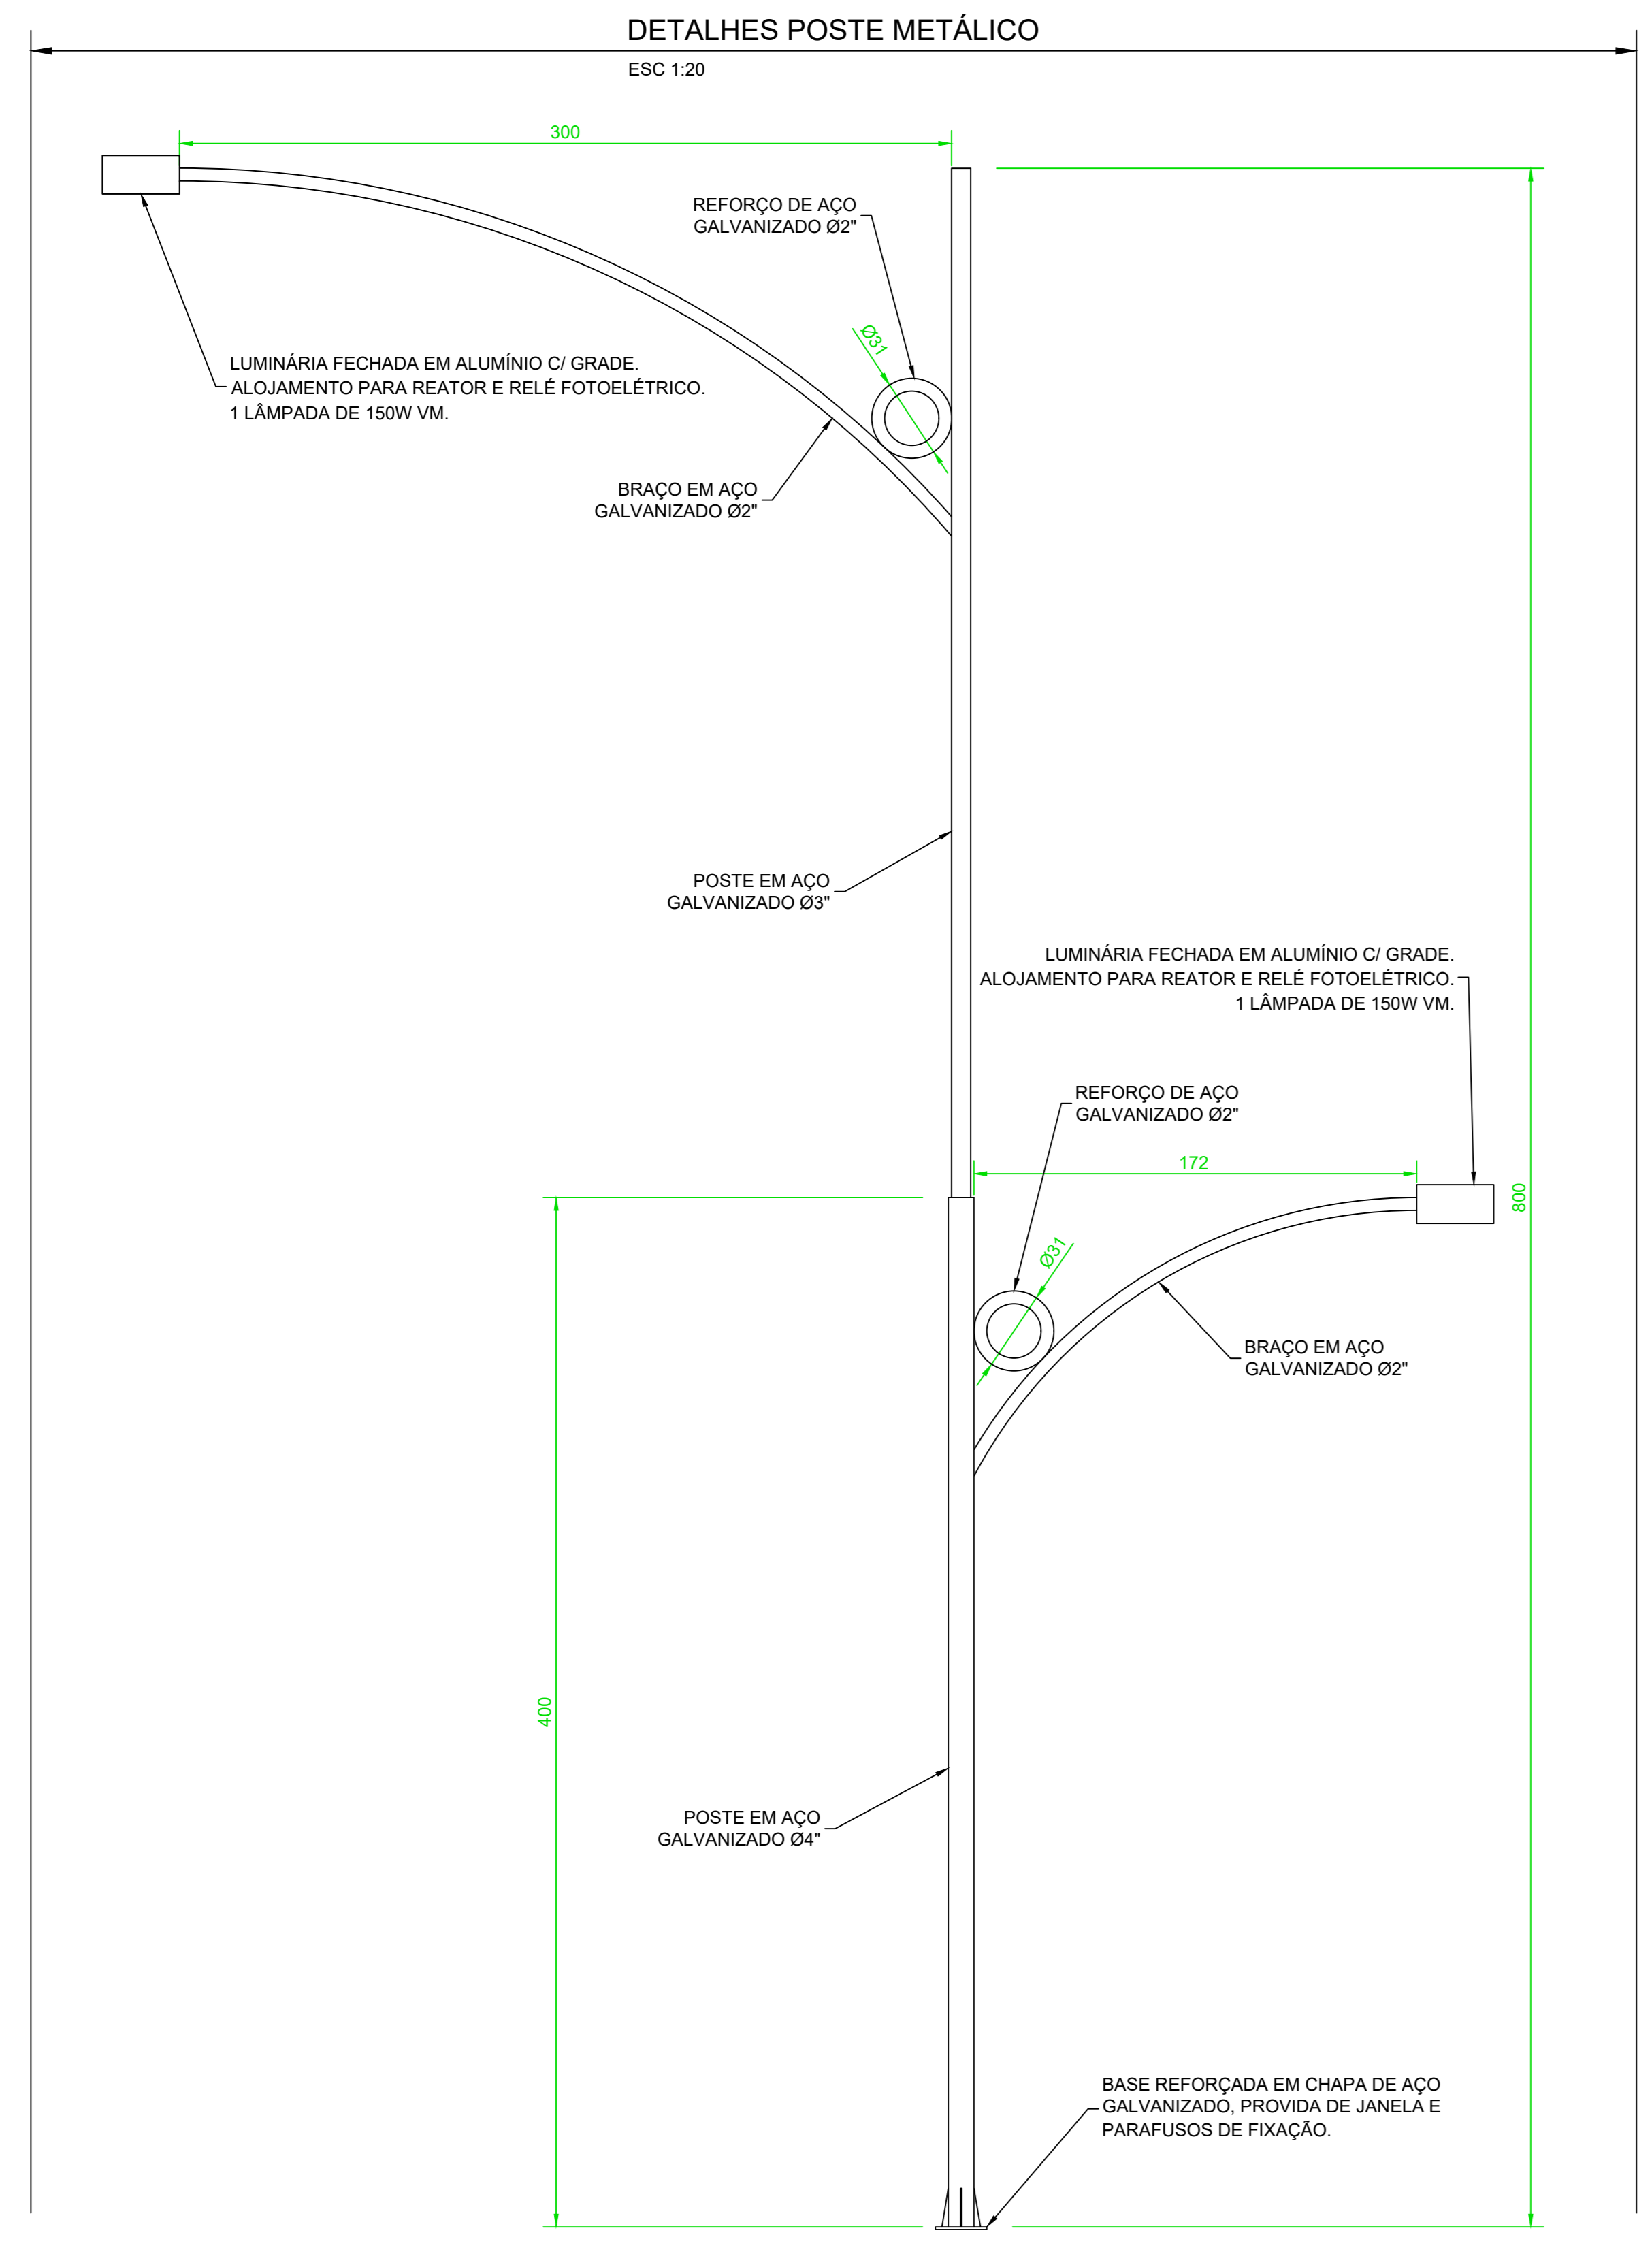 DETALHES POSTE METÁLICO
ESC 1:20
300
REFORÇO DE AÇO
GALVANIZADO Ø2"
Ø31
LUMINÁRIA FECHADA EM ALUMÍNIO C/ GRADE.
ALOJAMENTO PARA REATOR E RELÉ FOTOELÉTRICO.
1 LÂMPADA DE 150W VM.
BRAÇO EM AÇO
GALVANIZADO Ø2"
POSTE EM AÇO
GALVANIZADO Ø3"
LUMINÁRIA FECHADA EM ALUMÍNIO C/ GRADE.
ALOJAMENTO PARA REATOR E RELÉ FOTOELÉTRICO.
1 LÂMPADA DE 150W VM.
REFORÇO DE AÇO
GALVANIZADO Ø2"
172
800
Ø31
BRAÇO EM AÇO
GALVANIZADO Ø2"
400
POSTE EM AÇO
GALVANIZADO Ø4"
BASE REFORÇADA EM CHAPA DE AÇO
GALVANIZADO, PROVIDA DE JANELA E
PARAFUSOS DE FIXAÇÃO.